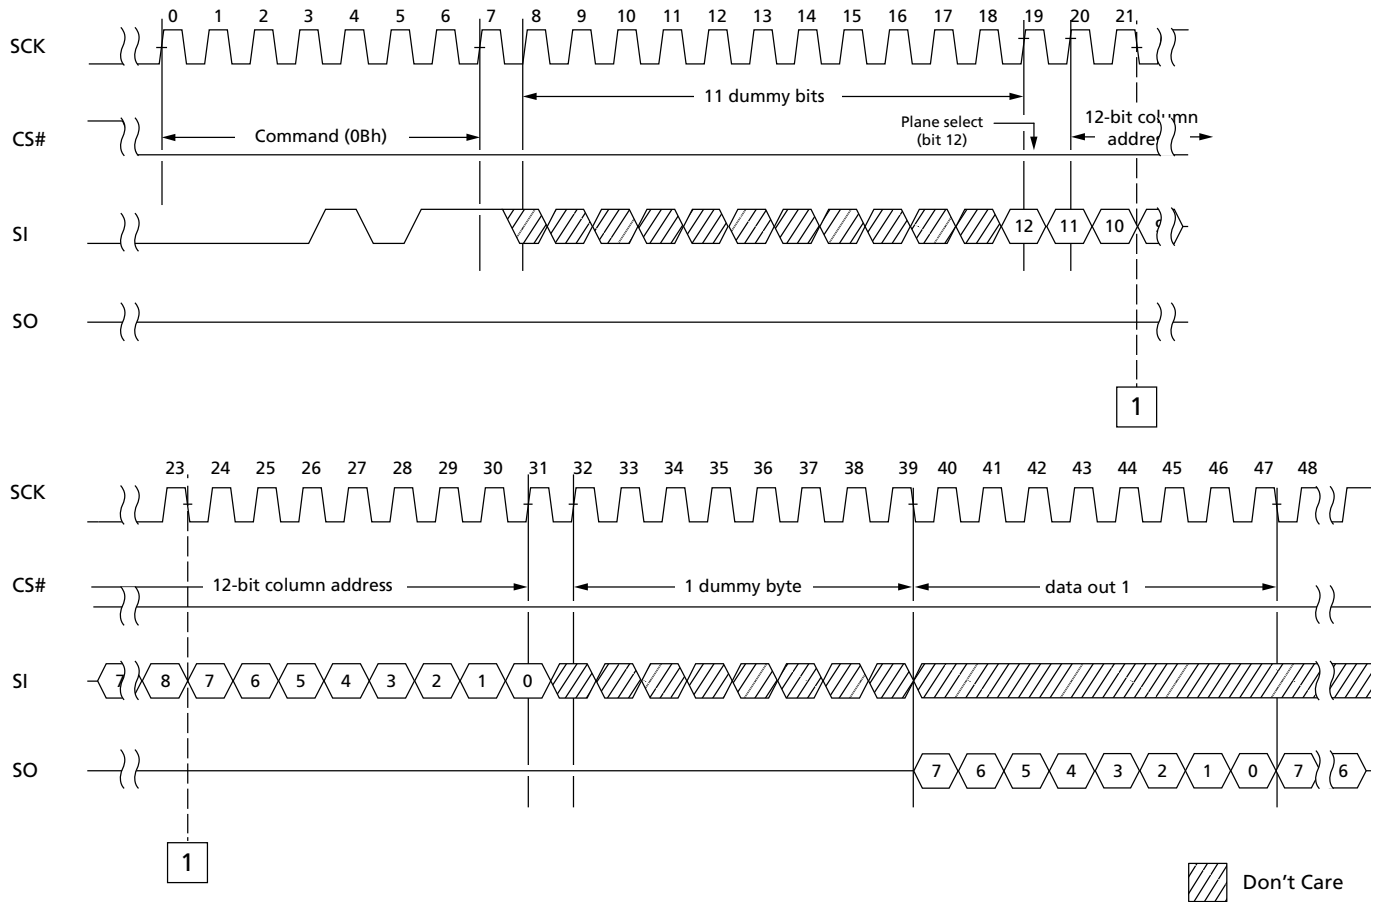 0 1 2 3 4 5 6 7 8 9 10 11 12 13 14 15 16 17 18 19 20 21
SCK
11 dummy bits
Command (0Bh)
Plane select
(bit 12)
12-bit column
CS#
SI
12 11 10
SO
1
23 24 25 26 27 28 29 30 31 32 33 34 35 36 37 38 39 40 41 42 43 44 45 46 47 48
SCK
CS#
12-bit column address
1 dummy byte
data out 1
SI
7 8 7 6 5 4 3 2 1 0
SO
7 6 5 4 3 2 1 0 7 6
1
Don't Care